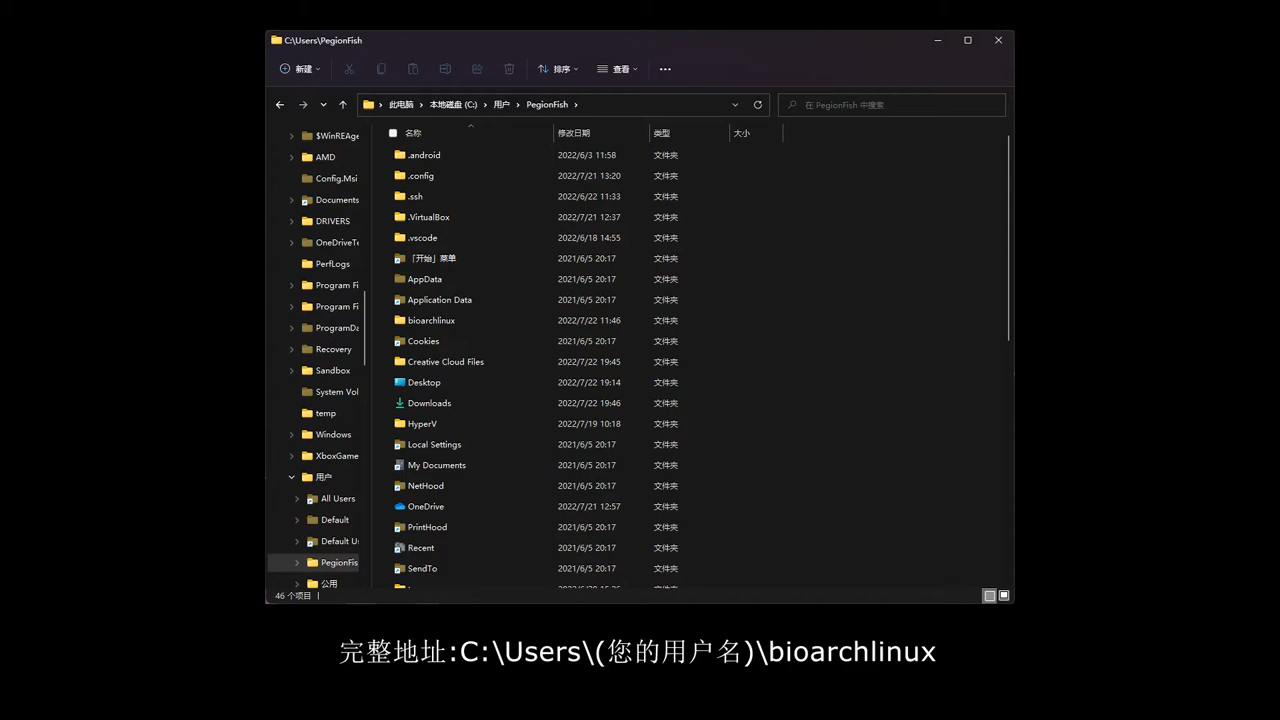 C:\Users\PegionFish
新建
排序
查看
此电脑 › 本地磁盘 (C:) › 用户 › PegionFish ›
在 PegionFish 中搜索
$WinREAge
AMD
Config.Msi
Documents
DRIVERS
OneDriveTe
PerfLogs
Program Fi
Program Fi
ProgramDa
Recovery
Sandbox
System Vol
temp
Windows
XboxGame
用户
All Users
Default
Default Us
PegionFis
公用
名称 修改日期 类型 大小
.android 2022/6/3 11:58 文件夹
.config 2022/7/21 13:20 文件夹
.ssh 2022/6/22 11:33 文件夹
.VirtualBox 2022/7/21 12:37 文件夹
.vscode 2022/6/18 14:55 文件夹
「开始」菜单 2021/6/5 20:17 文件夹
AppData 2021/6/5 20:17 文件夹
Application Data 2021/6/5 20:17 文件夹
bioarchlinux 2022/7/22 11:46 文件夹
Cookies 2021/6/5 20:17 文件夹
Creative Cloud Files 2022/7/22 19:45 文件夹
Desktop 2022/7/22 19:14 文件夹
Downloads 2022/7/22 19:46 文件夹
HyperV 2022/7/19 10:18 文件夹
Local Settings 2021/6/5 20:17 文件夹
My Documents 2021/6/5 20:17 文件夹
NetHood 2021/6/5 20:17 文件夹
OneDrive 2022/7/21 12:57 文件夹
PrintHood 2021/6/5 20:17 文件夹
Recent 2021/6/5 20:17 文件夹
SendTo 2021/6/5 20:17 文件夹
46 个项目
完整地址:C:\Users\(您的用户名)\bioarchlinux